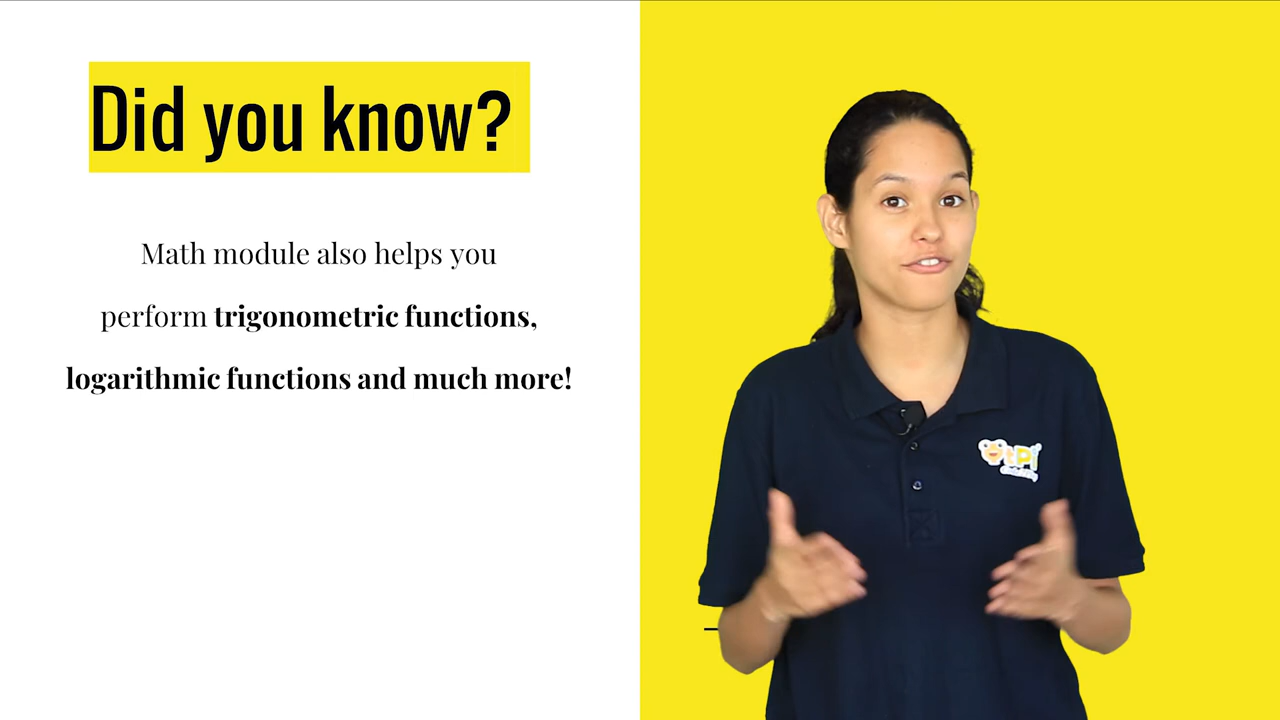 Did you know?
Math module also helps you
perform trigonometric functions,
logarithmic functions and much more!